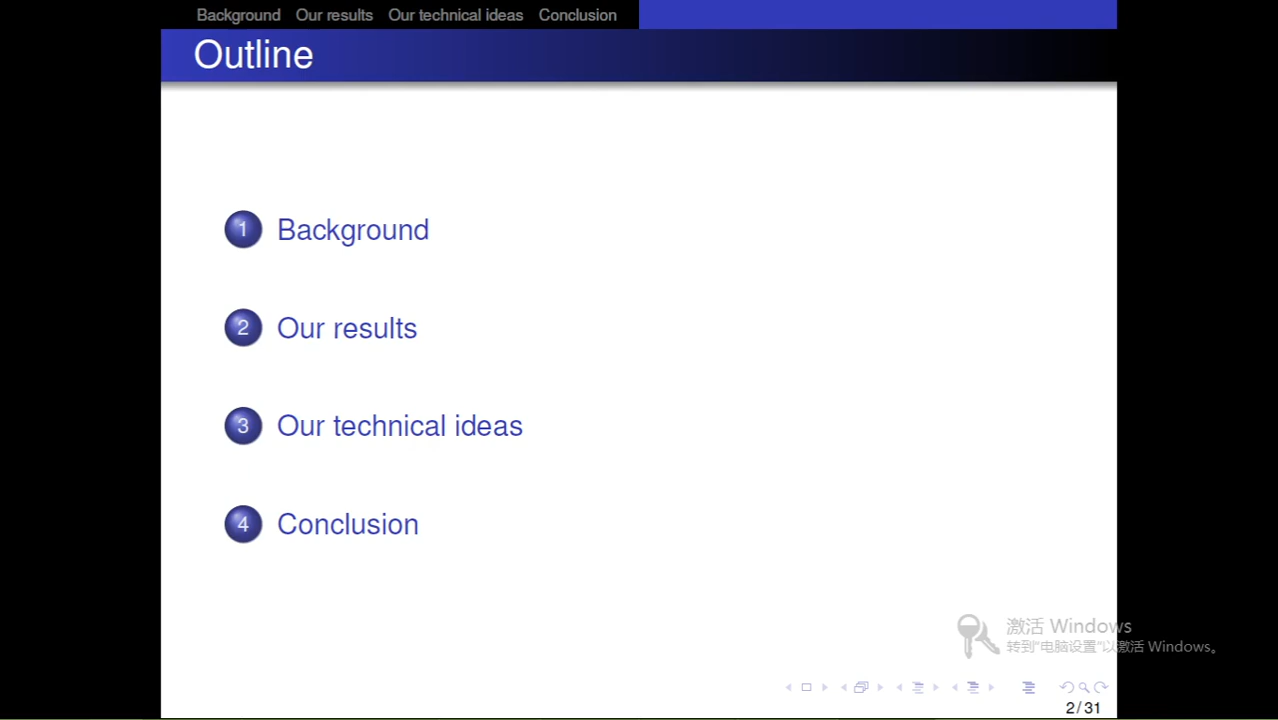 Background Our results Our technical ideas Conclusion
Outline
1 Background
2 Our results
3 Our technical ideas
4 Conclusion
激活 Windows
转到“电脑设置”以激活 Windows。
2/31